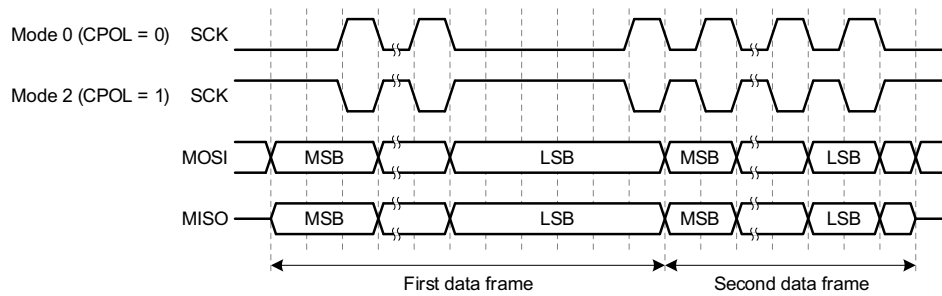 Mode 0 (CPOL = 0) SCK
Mode 2 (CPOL = 1) SCK
MOSI MSB LSB MSB LSB
MISO MSB LSB MSB LSB
First data frame Second data frame